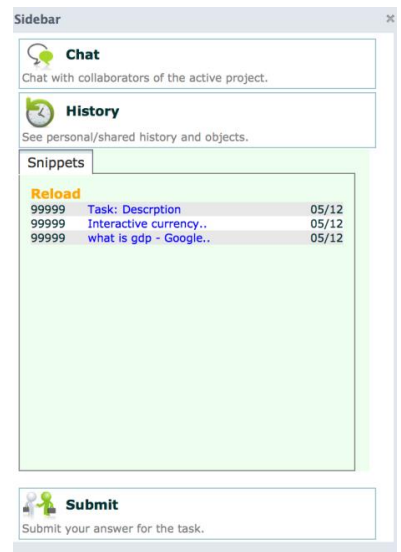 Sidebar
Chat
Chat with collaborators of the active project.
History
See personal/shared history and objects.
Snippets
Reload
99999 Task: Descrption 05/12
99999 Interactive currency.. 05/12
99999 what is gdp - Google.. 05/12
Submit
Submit your answer for the task.